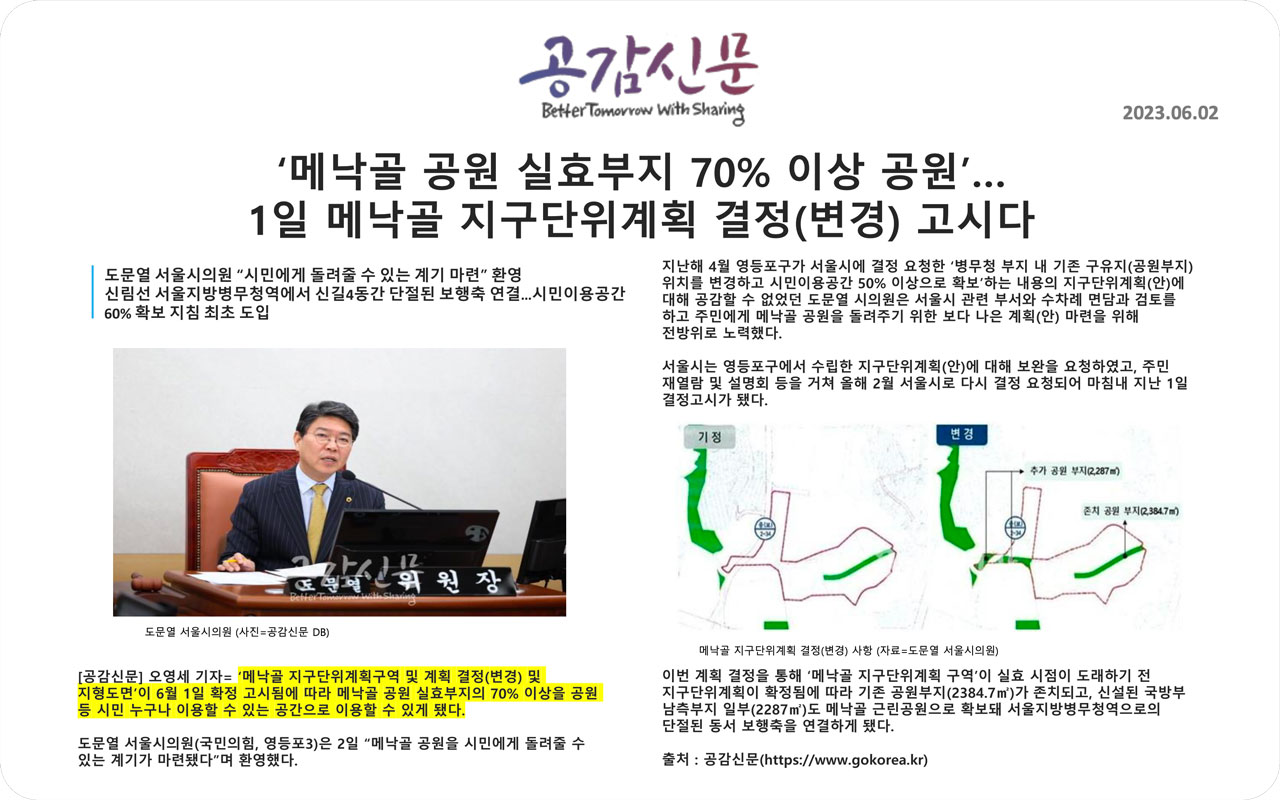 공감신문
Better Tomorrow With Sharing
2023.06.02
‘메낙골 공원 실효부지 70% 이상 공원’...
1일 메낙골 지구단위계획 결정(변경) 고시다
도문열 서울시의원 “시민에게 돌려줄 수 있는 계기 마련” 환영
신림선 서울지방병무청역에서 신길4동간 단절된 보행축 연결...시민이용공간
60% 확보 지침 최초 도입
공감신문
Better Tomorrow With Sharing
도문열 위원장
도문열 서울시의원 (사진=공감신문 DB)
[공감신문] 오영세 기자= ‘메낙골 지구단위계획구역 및 계획 결정(변경) 및
지형도면’이 6월 1일 확정 고시됨에 따라 메낙골 공원 실효부지의 70% 이상을 공원
등 시민 누구나 이용할 수 있는 공간으로 이용할 수 있게 됐다.
도문열 서울시의원(국민의힘, 영등포3)은 2일 “메낙골 공원을 시민에게 돌려줄 수
있는 계기가 마련됐다”며 환영했다.
지난해 4월 영등포구가 서울시에 결정 요청한 ‘병무청 부지 내 기존 구유지(공원부지)
위치를 변경하고 시민이용공간 50% 이상으로 확보’하는 내용의 지구단위계획(안)에
대해 공감할 수 없었던 도문열 시의원은 서울시 관련 부서와 수차례 면담과 검토를
하고 주민에게 메낙골 공원을 돌려주기 위한 보다 나은 계획(안) 마련을 위해
전방위로 노력했다.
서울시는 영등포구에서 수립한 지구단위계획(안)에 대해 보완을 요청하였고, 주민
재열람 및 설명회 등을 거쳐 올해 2월 서울시로 다시 결정 요청되어 마침내 지난 1일
결정고시가 됐다.
기정
변경
추가 공원 부지(2,287㎡)
존치 공원 부지(2,384.7㎡)
2-34
2-34
메낙골 지구단위계획 결정(변경) 사항 (자료=도문열 서울시의원)
이번 계획 결정을 통해 ‘메낙골 지구단위계획 구역’이 실효 시점이 도래하기 전
지구단위계획이 확정됨에 따라 기존 공원부지(2384.7㎡)가 존치되고, 신설된 국방부
남측부지 일부(2287㎡)도 메낙골 근린공원으로 확보돼 서울지방병무청역으로의
단절된 동서 보행축을 연결하게 됐다.
출처 : 공감신문(https://www.gokorea.kr)